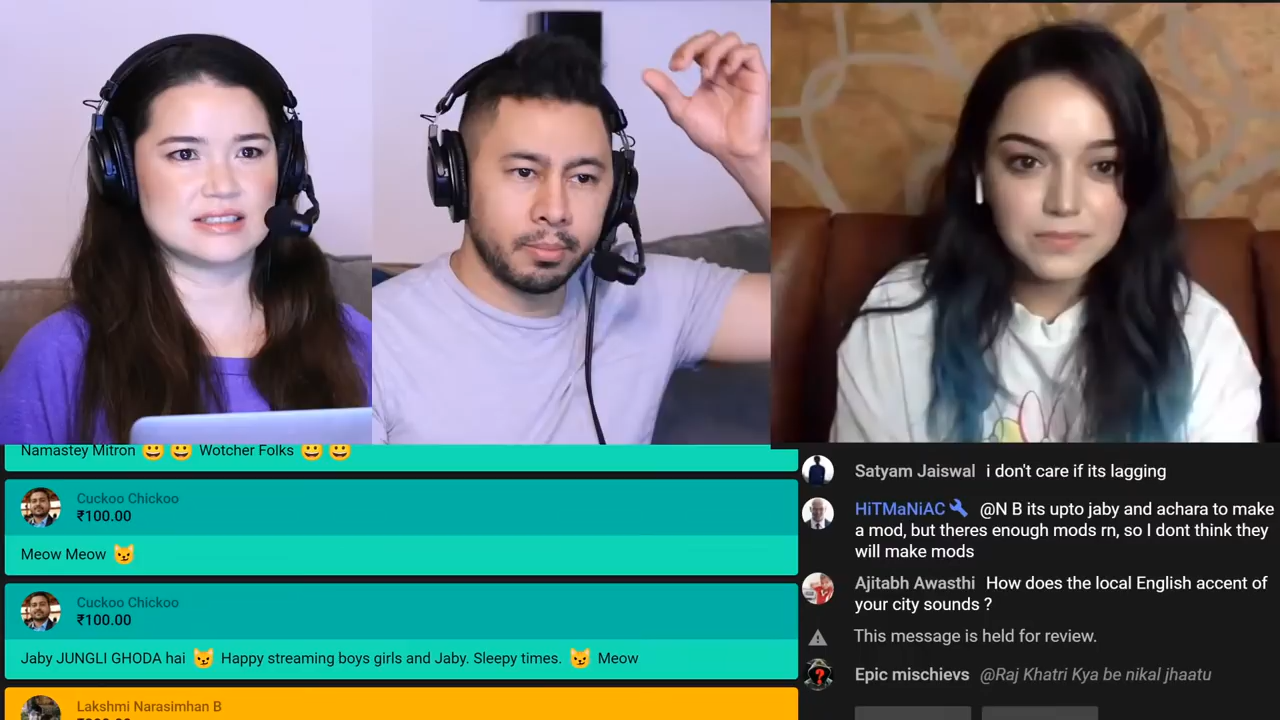 Namastey Mitron 😀 😀 Wotcher Folks 😀 😀
Cuckoo Chickoo
₹100.00
Meow Meow 😼
Cuckoo Chickoo
₹100.00
Jaby JUNGLI GHODA hai 😼 Happy streaming boys girls and Jaby. Sleepy times. 😼 Meow
Lakshmi Narasimhan B
Satyam Jaiswal i don't care if its lagging
HiTMaNiAC 🔧 @N B its upto jaby and achara to make
a mod, but theres enough mods rn, so I dont think they
will make mods
Ajitabh Awasthi How does the local English accent of
your city sounds ?
This message is held for review.
Epic mischievs @Raj Khatri Kya be nikal jhaatu